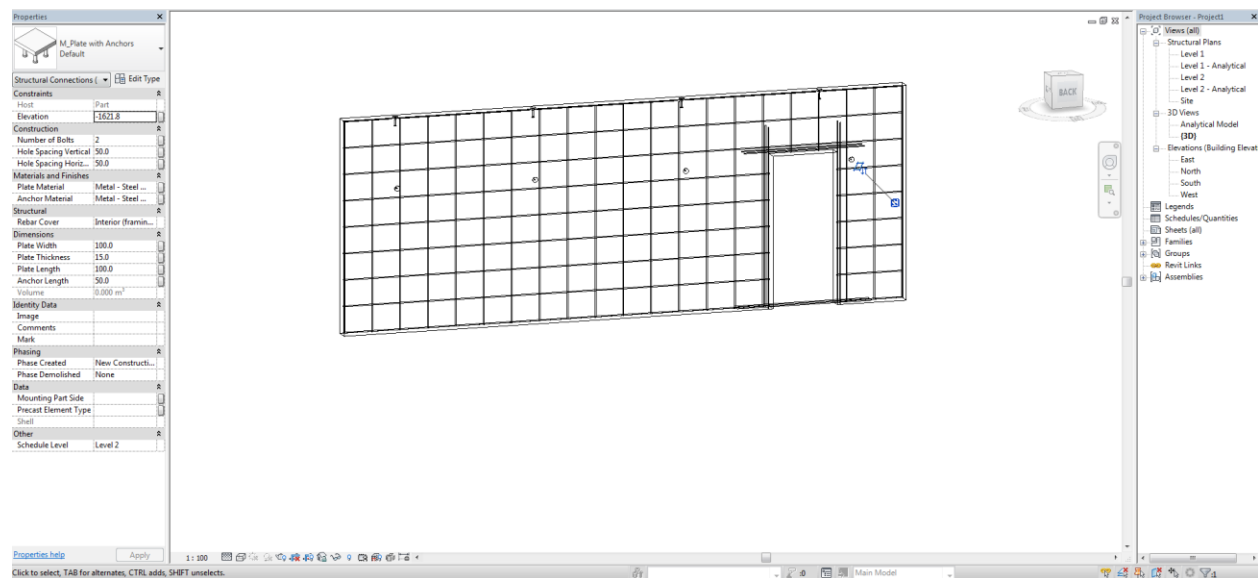 Properties
M_Plate with Anchors
Default
Structural Connections (
Edit Type
Constraints
Host Part
Elevation -1621.8
Construction
Number of Bolts 2
Hole Spacing Vertical 50.0
Hole Spacing Horiz... 50.0
Materials and Finishes
Plate Material Metal - Steel ...
Anchor Material Metal - Steel ...
Structural
Rebar Cover Interior (framin...
Dimensions
Plate Width 100.0
Plate Thickness 15.0
Plate Length 100.0
Anchor Length 50.0
Volume 0.000 m³
Identity Data
Image
Comments
Mark
Phasing
Phase Created New Constructi...
Phase Demolished None
Data
Mounting Part Side
Precast Element Type
Shell
Other
Schedule Level Level 2
Properties help
Apply
BACK
1 : 100
Project Browser - Project1
Views (all)
Structural Plans
Level 1
Level 1 - Analytical
Level 2
Level 2 - Analytical
Site
3D Views
Analytical Model
{3D}
Elevations (Building Elevat
East
North
South
West
Legends
Schedules/Quantities
Sheets (all)
Families
Groups
Revit Links
Assemblies
Click to select, TAB for alternates, CTRL adds, SHIFT unselects.
:0
Main Model
:1